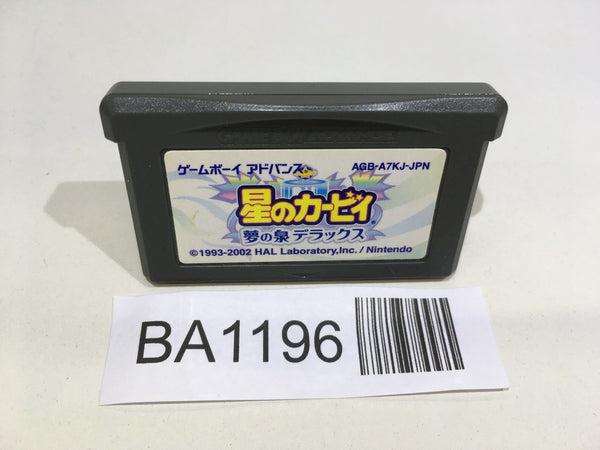 ゲームボーイ アドバンス
AGB-A7KJ-JPN
星のカービィ
夢の泉 デラックス
©1993-2002 HAL Laboratory,Inc. / Nintendo
BA1196